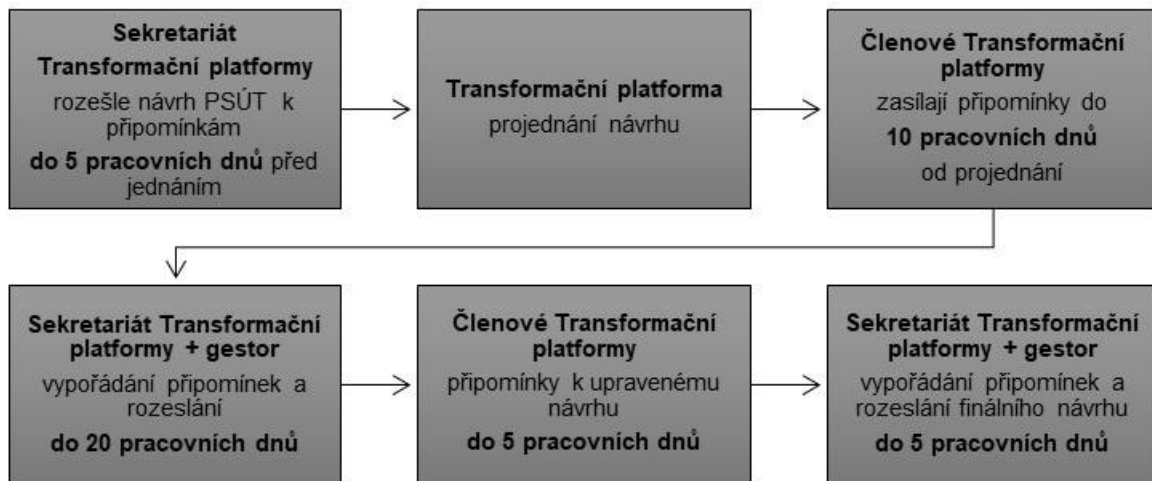 Sekretariát
Transformační platformy
rozešle návrh PSÚT k
připomínkám
do 5 pracovních dnů před
jednáním
Transformační platforma
projednání návrhu
Členové Transformační
platformy
zasílají připomínky do
10 pracovních dnů
od projednání
Sekretariát Transformační
platformy + gestor
vypořádání připomínek a
rozeslání
do 20 pracovních dnů
Členové Transformační
platformy
připomínky k upravenému
návrhu
do 5 pracovních dnů
Sekretariát Transformační
platformy + gestor
vypořádání připomínek a
rozeslání finálního návrhu
do 5 pracovních dnů